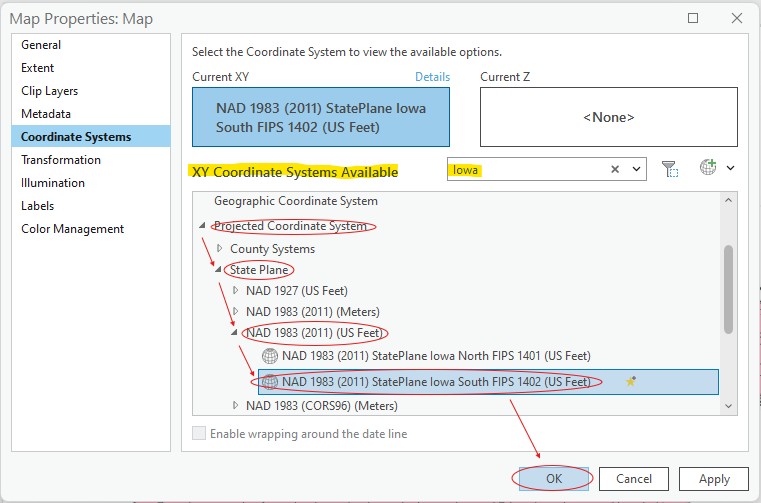 Map Properties: Map
General
Extent
Clip Layers
Metadata
Coordinate Systems
Transformation
Illumination
Labels
Color Management
Select the Coordinate System to view the available options.
Current XY
Details
Current Z
NAD 1983 (2011) StatePlane Iowa
South FIPS 1402 (US Feet)
<None>
XY Coordinate Systems Available
Iowa
Geographic Coordinate System
Projected Coordinate System
County Systems
State Plane
NAD 1927 (US Feet)
NAD 1983 (2011) (Meters)
NAD 1983 (2011) (US Feet)
NAD 1983 (2011) StatePlane Iowa North FIPS 1401 (US Feet)
NAD 1983 (2011) StatePlane Iowa South FIPS 1402 (US Feet)
NAD 1983 (CORS96) (Meters)
Enable wrapping around the date line
OK
Cancel
Apply